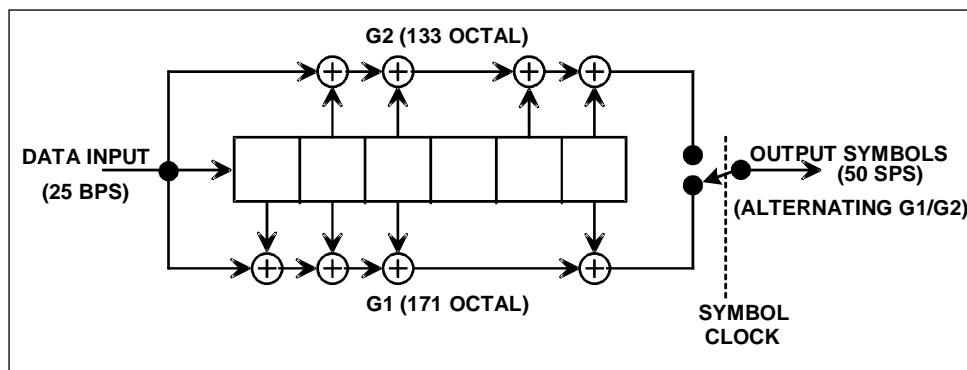 G2 (133 OCTAL)
DATA INPUT
(25 BPS)
OUTPUT SYMBOLS
(50 SPS)
(ALTERNATING G1/G2)
G1 (171 OCTAL)
SYMBOL
CLOCK